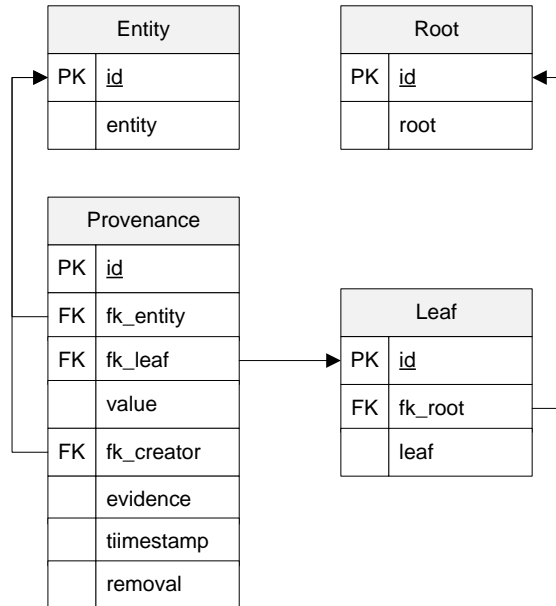 Entity
PK id
entity
Root
PK id
root
Provenance
PK id
FK fk_entity
FK fk_leaf
value
FK fk_creator
evidence
tiimestamp
removal
Leaf
PK id
FK fk_root
leaf